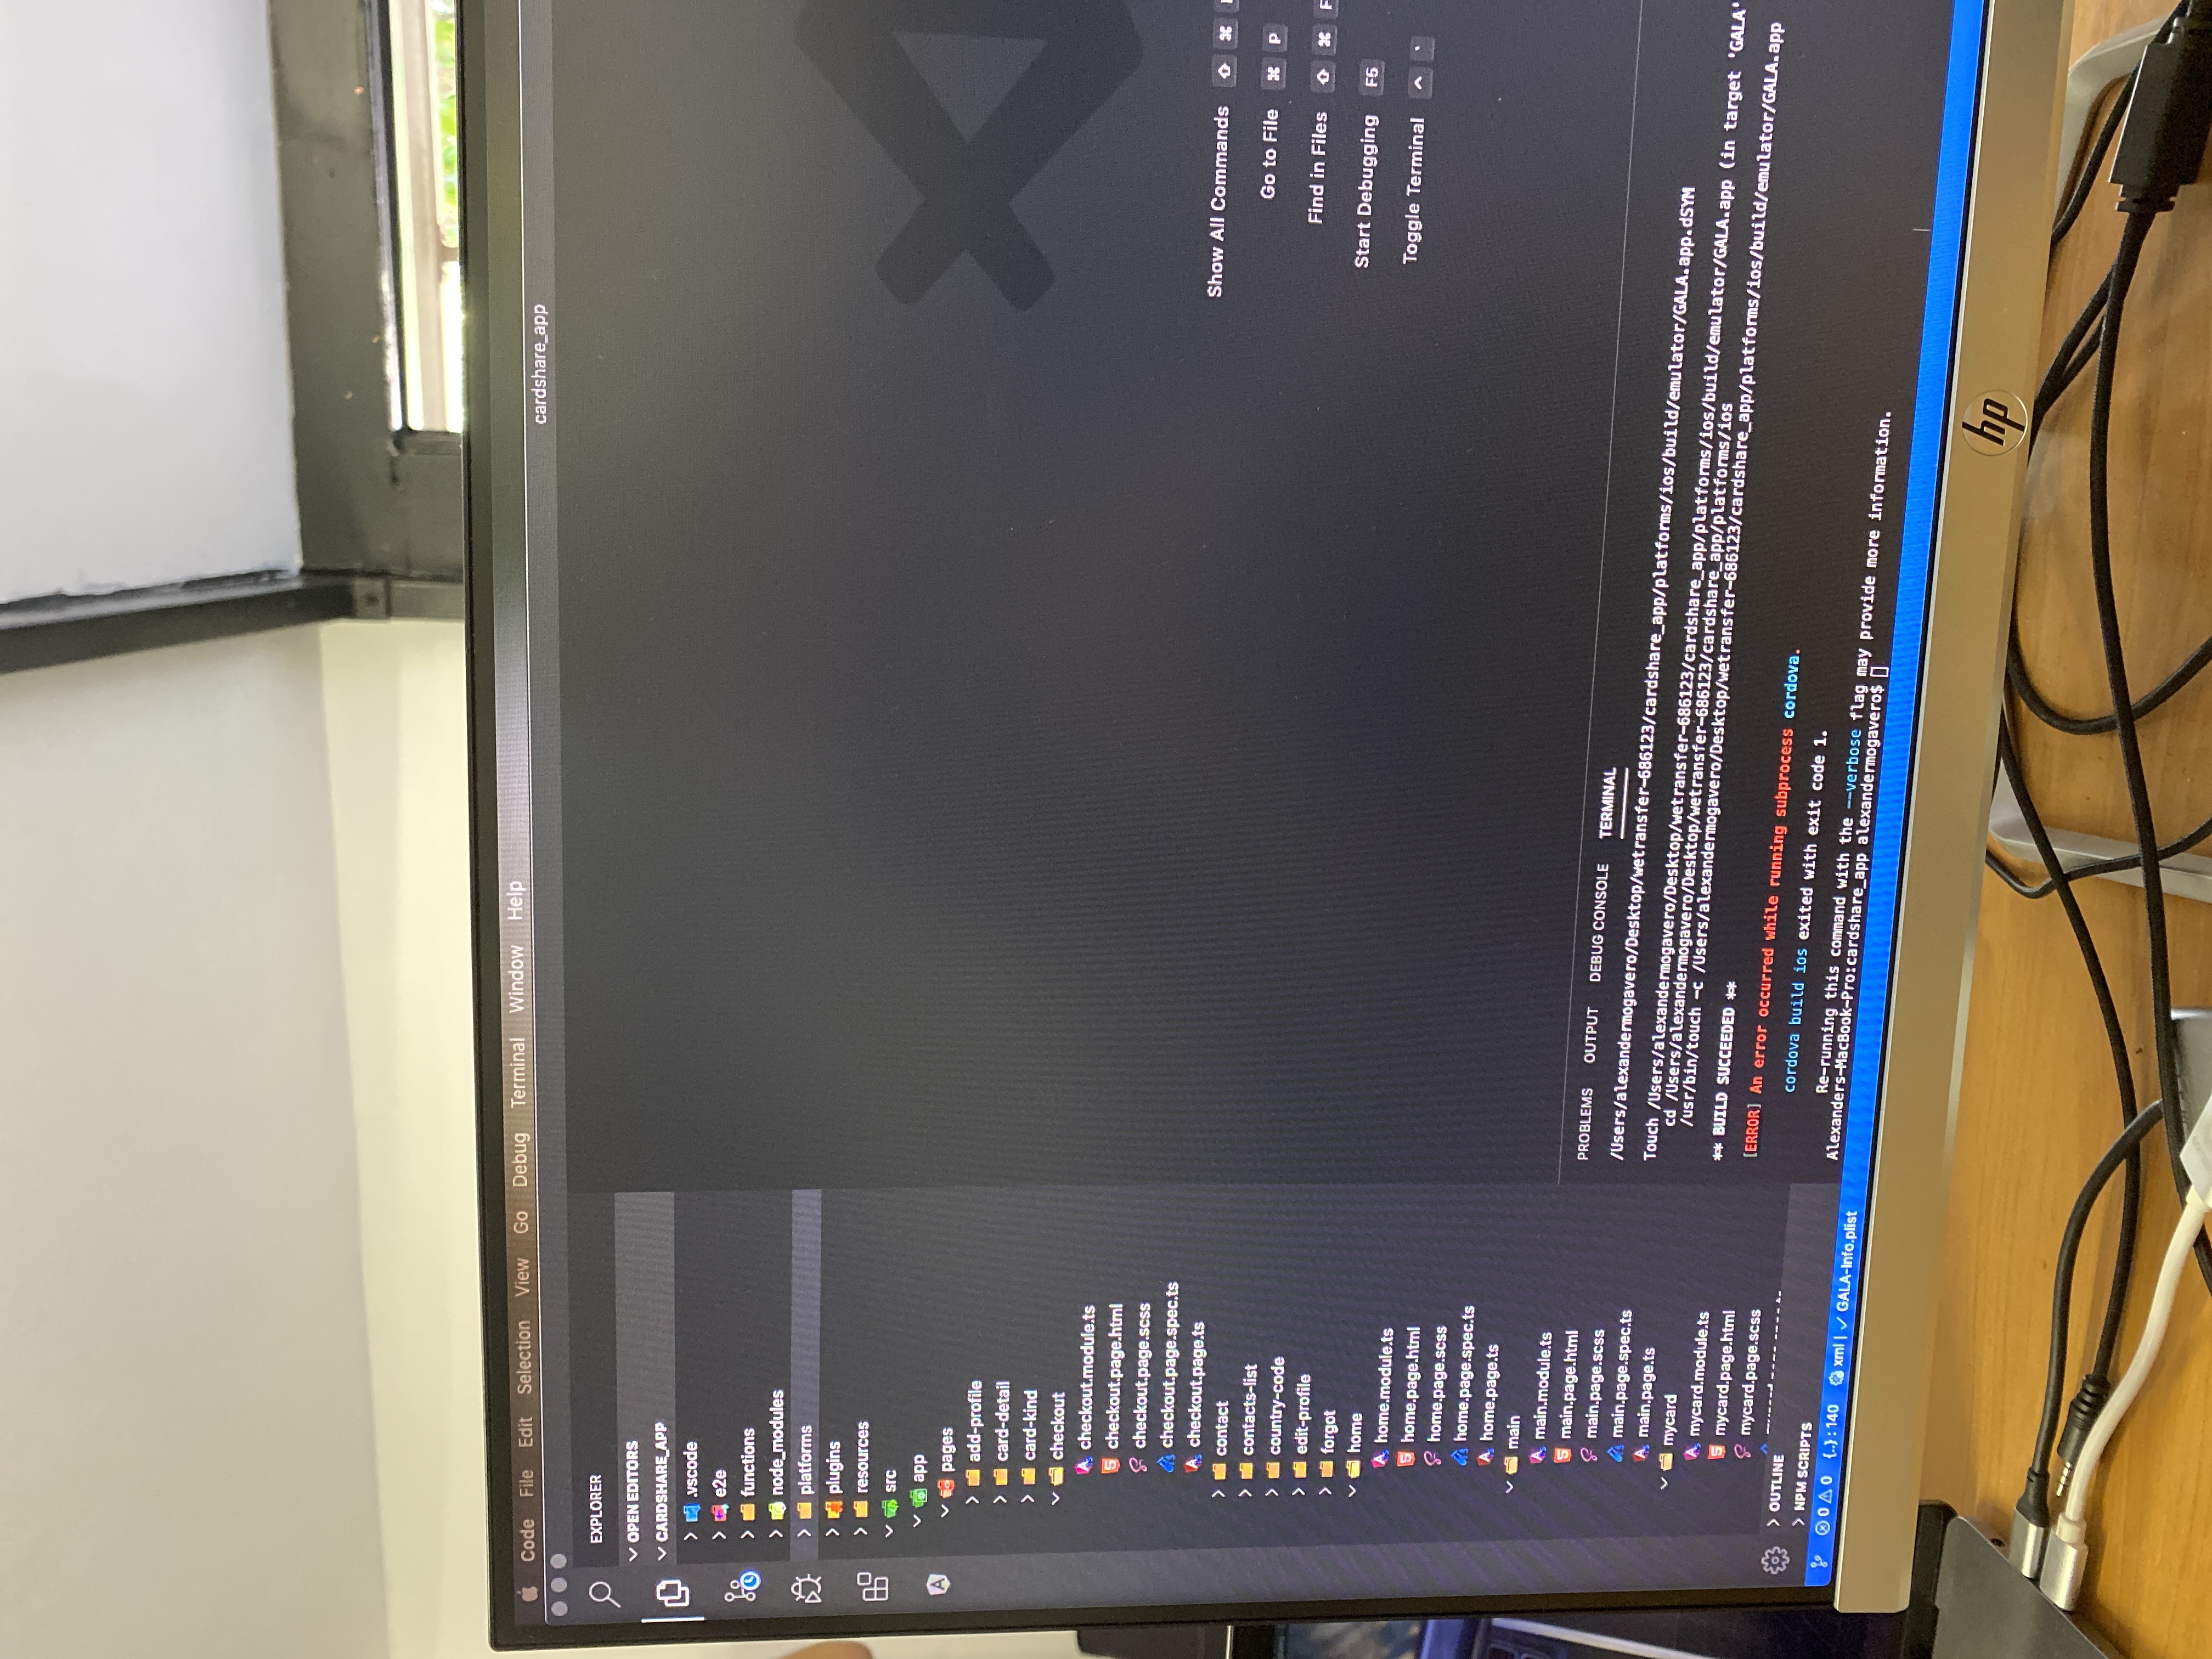 Code File Edit Selection View Go Debug Terminal Window Help
cardshare_app
EXPLORER
OPEN EDITORS
CARDSHARE_APP
.vscode
e2e
functions
node_modules
platforms
plugins
resources
src
app
pages
add-profile
card-detail
card-kind
checkout
checkout.module.ts
checkout.page.html
checkout.page.scss
checkout.page.spec.ts
checkout.page.ts
contact
contacts-list
country-code
edit-profile
forgot
home
home.module.ts
home.page.html
home.page.scss
home.page.spec.ts
home.page.ts
main
main.module.ts
main.page.html
main.page.scss
main.page.spec.ts
main.page.ts
mycard
mycard.module.ts
mycard.page.html
mycard.page.scss
OUTLINE
NPM SCRIPTS
Show All Commands ⇧ ⌘
Go to File ⌘ P
Find in Files ⇧ ⌘ F
Start Debugging F5
Toggle Terminal ^ `
PROBLEMS OUTPUT DEBUG CONSOLE TERMINAL
/Users/alexandermogavero/Desktop/wetransfer-686123/cardshare_app/platforms/ios/build/emulator/GALA.app.dSYM
Touch /Users/alexandermogavero/Desktop/wetransfer-686123/cardshare_app/platforms/ios/build/emulator/GALA.app (in target 'GALA'
cd /Users/alexandermogavero/Desktop/wetransfer-686123/cardshare_app/platforms/ios
/usr/bin/touch -c /Users/alexandermogavero/Desktop/wetransfer-686123/cardshare_app/platforms/ios/build/emulator/GALA.app
** BUILD SUCCEEDED **
[ERROR] An error occurred while running subprocess cordova.
cordova build ios exited with exit code 1.
Re-running this command with the --verbose flag may provide more information.
Alexanders-MacBook-Pro:cardshare_app alexandermogavero$
0 0 {..} : 140 xml | ✓ GALA-Info.plist
hp